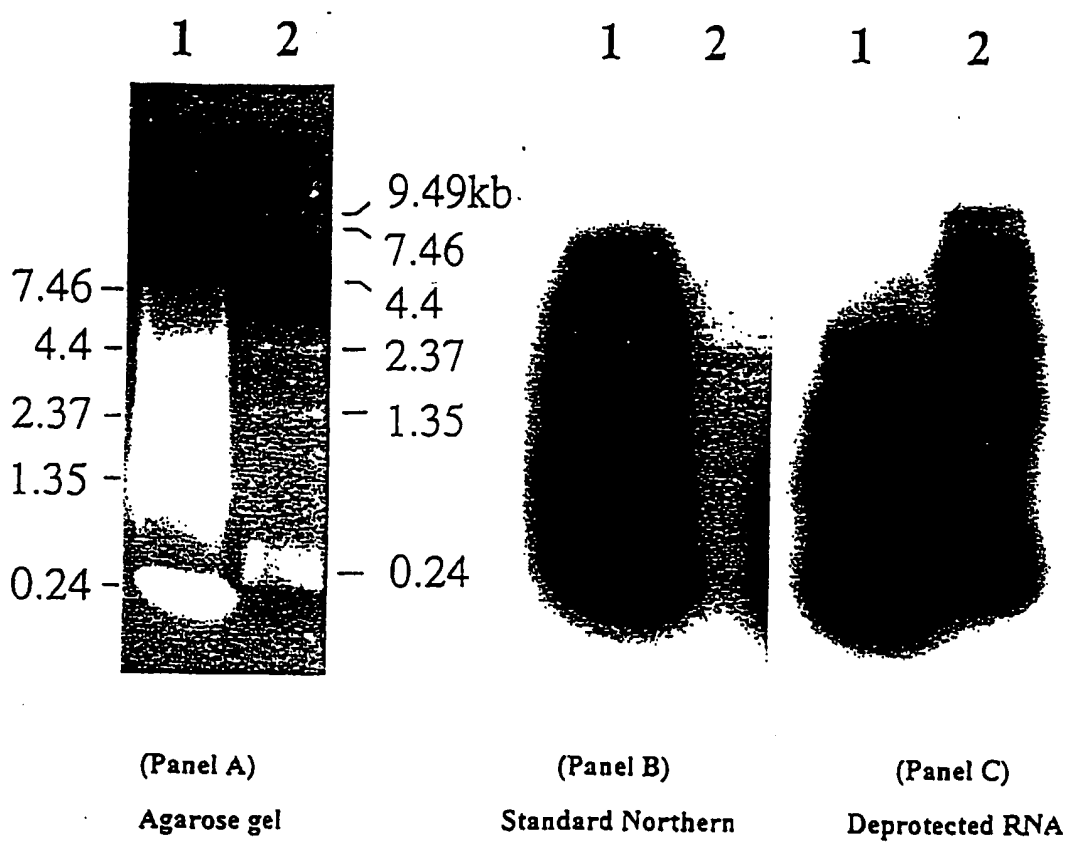 1 2
1 2
1 2
9.49kb
7.46
4.4
2.37
1.35
0.24
7.46
4.4
2.37
1.35
0.24
(Panel A)
Agarose gel
(Panel B)
Standard Northern
(Panel C)
Deprotected RNA